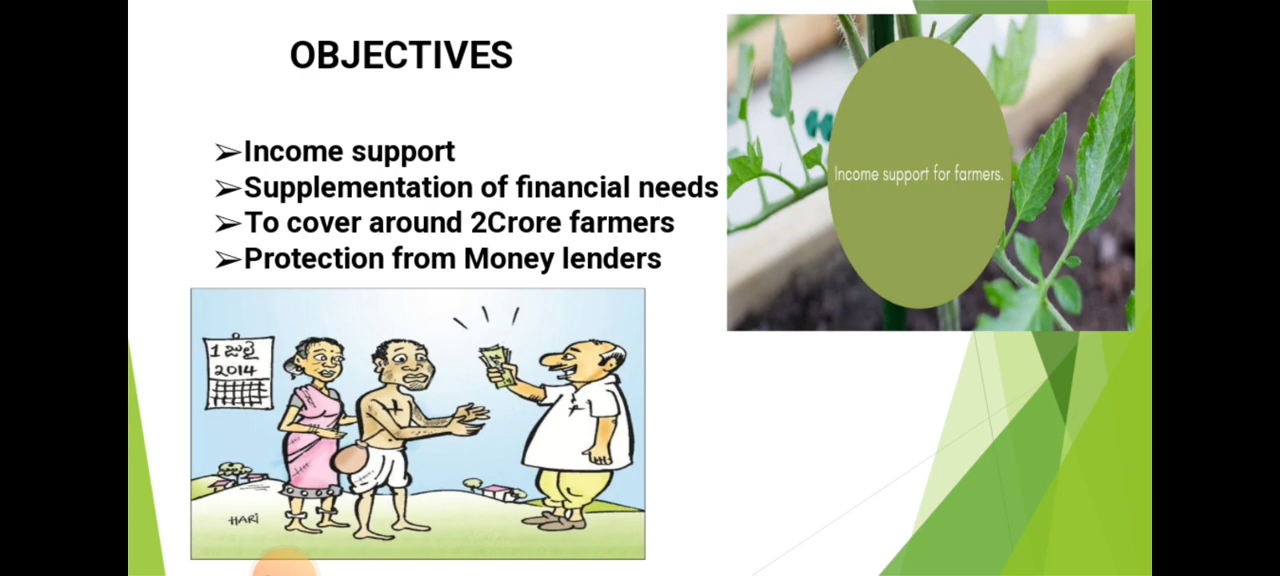 OBJECTIVES
➢Income support
➢Supplementation of financial needs
➢To cover around 2Crore farmers
➢Protection from Money lenders
Income support for farmers.
1 జులై
2014
HARi